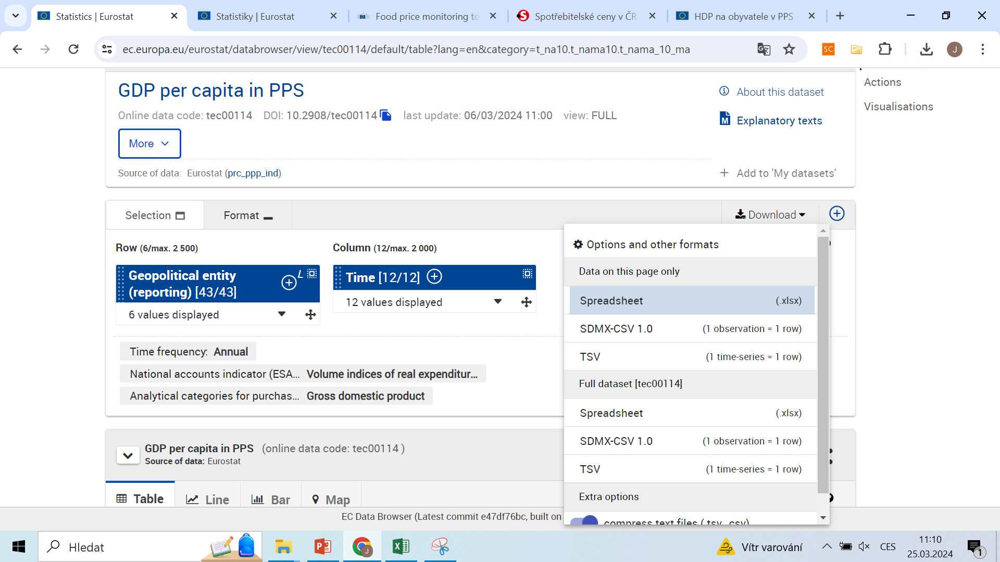 Statistics | Eurostat
Statistiky | Eurostat
Food price monitoring to
Spotřebitelské ceny v ČR
HDP na obyvatele v PPS
ec.europa.eu/eurostat/databrowser/view/tec00114/default/table?lang=en&category=t_na10.t_nama10.t_nama_10_ma
SC
J
Actions
Visualisations
GDP per capita in PPS
Online data code: tec00114 DOI: 10.2908/tec00114 last update: 06/03/2024 11:00 view: FULL
About this dataset
M Explanatory texts
More
Source of data: Eurostat (prc_ppp_ind)
+ Add to 'My datasets'
Selection
Format
Download
Row (6/max. 2 500)
Column (12/max. 2 000)
Geopolitical entity
(reporting) [43/43]
L
6 values displayed
Time [12/12]
12 values displayed
Time frequency: Annual
National accounts indicator (ESA... Volume indices of real expenditur...
Analytical categories for purchas... Gross domestic product
Options and other formats
Data on this page only
Spreadsheet (.xlsx)
SDMX-CSV 1.0 (1 observation = 1 row)
TSV (1 time-series = 1 row)
Full dataset [tec00114]
Spreadsheet (.xlsx)
SDMX-CSV 1.0 (1 observation = 1 row)
TSV (1 time-series = 1 row)
Extra options
compress text files (.tsv, .csv)
GDP per capita in PPS (online data code: tec00114 )
Source of data: Eurostat
Table
Line
Bar
Map
EC Data Browser (Latest commit e47df76bc, built on
Hledat
J
Vítr varování
CES
11:10
25.03.2024
1